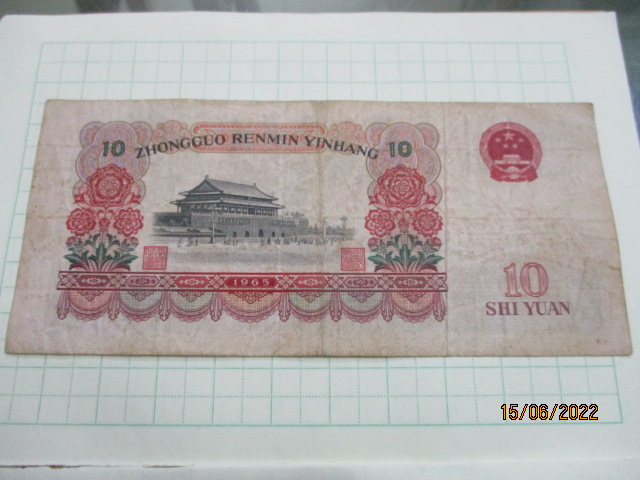 10 ZHONGGUO RENMIN YINHANG 10
1965
10
SHI YUAN
15/06/2022